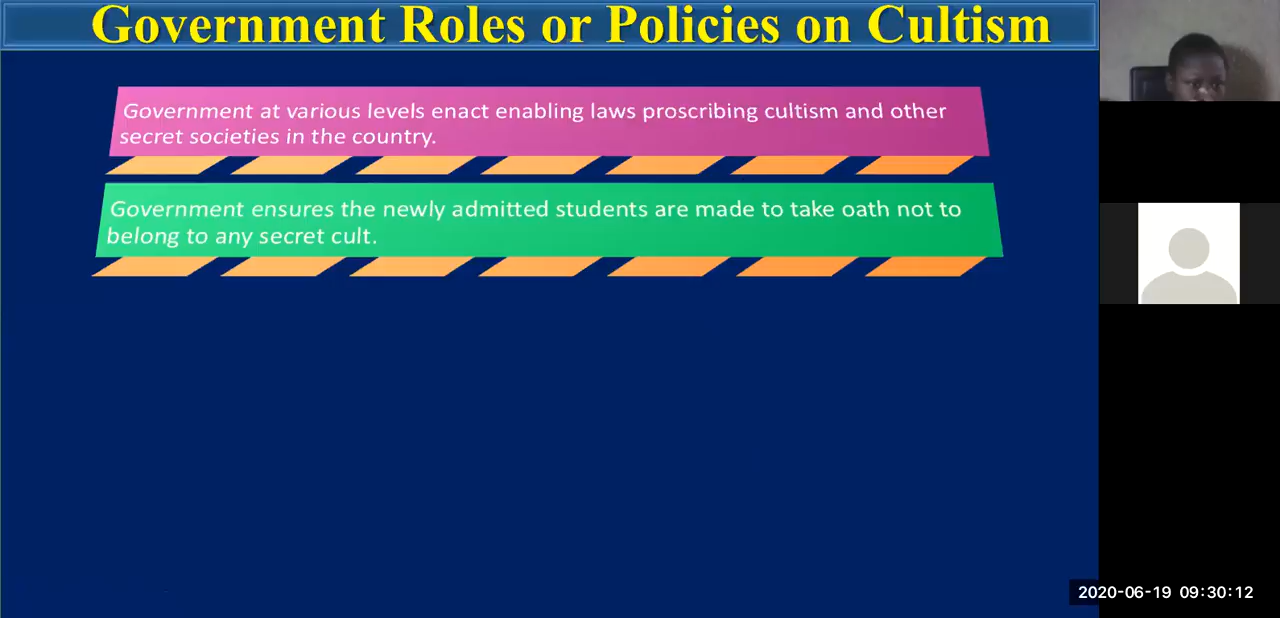 Government Roles or Policies on Cultism
Government at various levels enact enabling laws proscribing cultism and other
secret societies in the country.
Government ensures the newly admitted students are made to take oath not to
belong to any secret cult.
2020-06-19 09:30:12